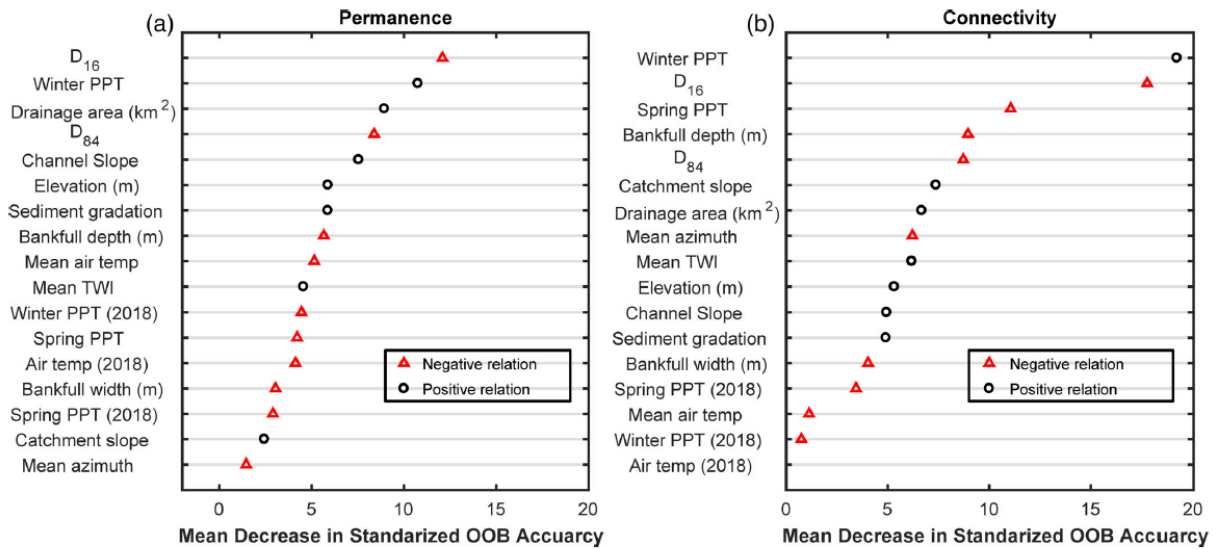 (a)
Permanence
D16
Winter PPT
Drainage area (km2)
D84
Channel Slope
Elevation (m)
Sediment gradation
Bankfull depth (m)
Mean air temp
Mean TWI
Winter PPT (2018)
Spring PPT
Air temp (2018)
Bankfull width (m)
Spring PPT (2018)
Catchment slope
Mean azimuth
Negative relation
Positive relation
0 5 10 15 20
Mean Decrease in Standarized OOB Accuarcy
(b)
Connectivity
Winter PPT
D16
Spring PPT
Bankfull depth (m)
D84
Catchment slope
Drainage area (km2)
Mean azimuth
Mean TWI
Elevation (m)
Channel Slope
Sediment gradation
Bankfull width (m)
Spring PPT (2018)
Mean air temp
Winter PPT (2018)
Air temp (2018)
Negative relation
Positive relation
0 5 10 15 20
Mean Decrease in Standarized OOB Accuarcy